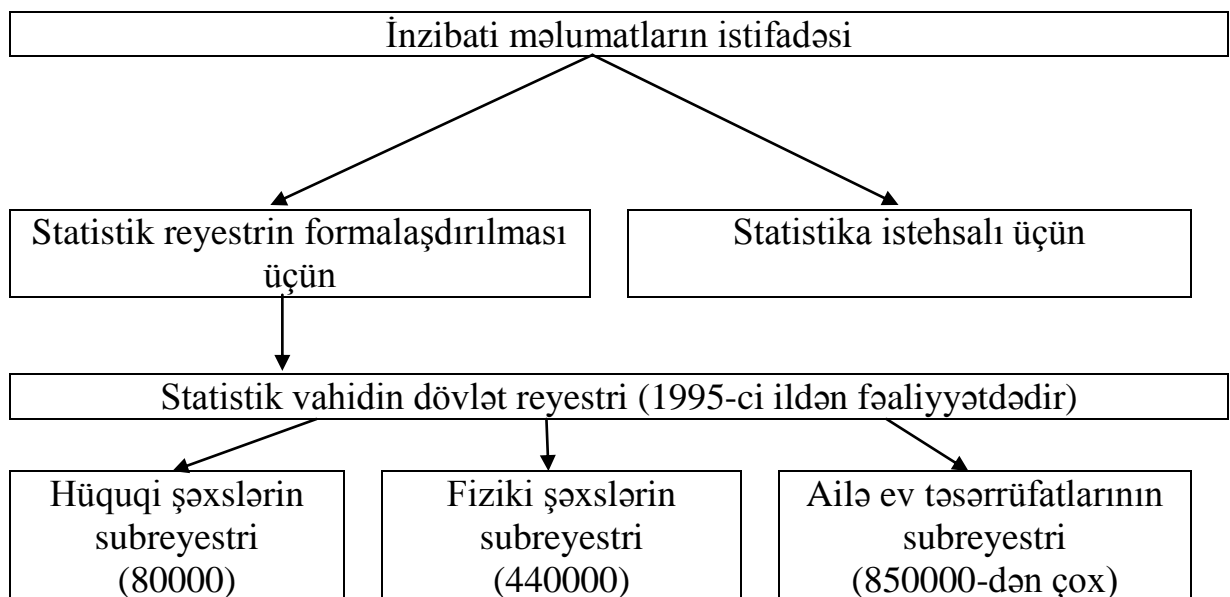 İnzibati məlumatların istifadəsi
Statistik reyestrin formalaşdırılması
üçün
Statistika istehsalı üçün
Statistik vahidin dövlət reyestri (1995-ci ildən fəaliyyətdədir)
Hüquqi şəxslərin
subreyestri
(80000)
Fiziki şəxslərin
subreyestri
(440000)
Ailə ev təsərrüfatlarının
subreyestri
(850000-dən çox)